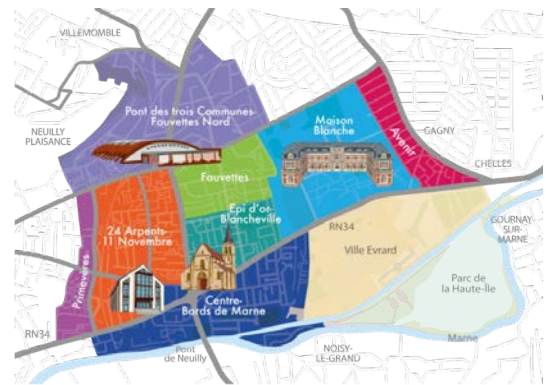 VILLEMOMBLE
Pont des trois Communes-
Fauvettes Nord
NEUILLY
PLAISANCE
Maison
Blanche
Avenir
GAGNY
CHELLES
Fauvettes
Epi d'or-
Blancheville
24 Arpents-
11 Novembre
RN34
GOURNAY
SUR-
MARNE
Ville Evrard
Primevères
Parc de
la Haute-Île
Centre-
Bords de Marne
RN34
Pont
de Neuilly
NOISY-
LE-GRAND
Marne